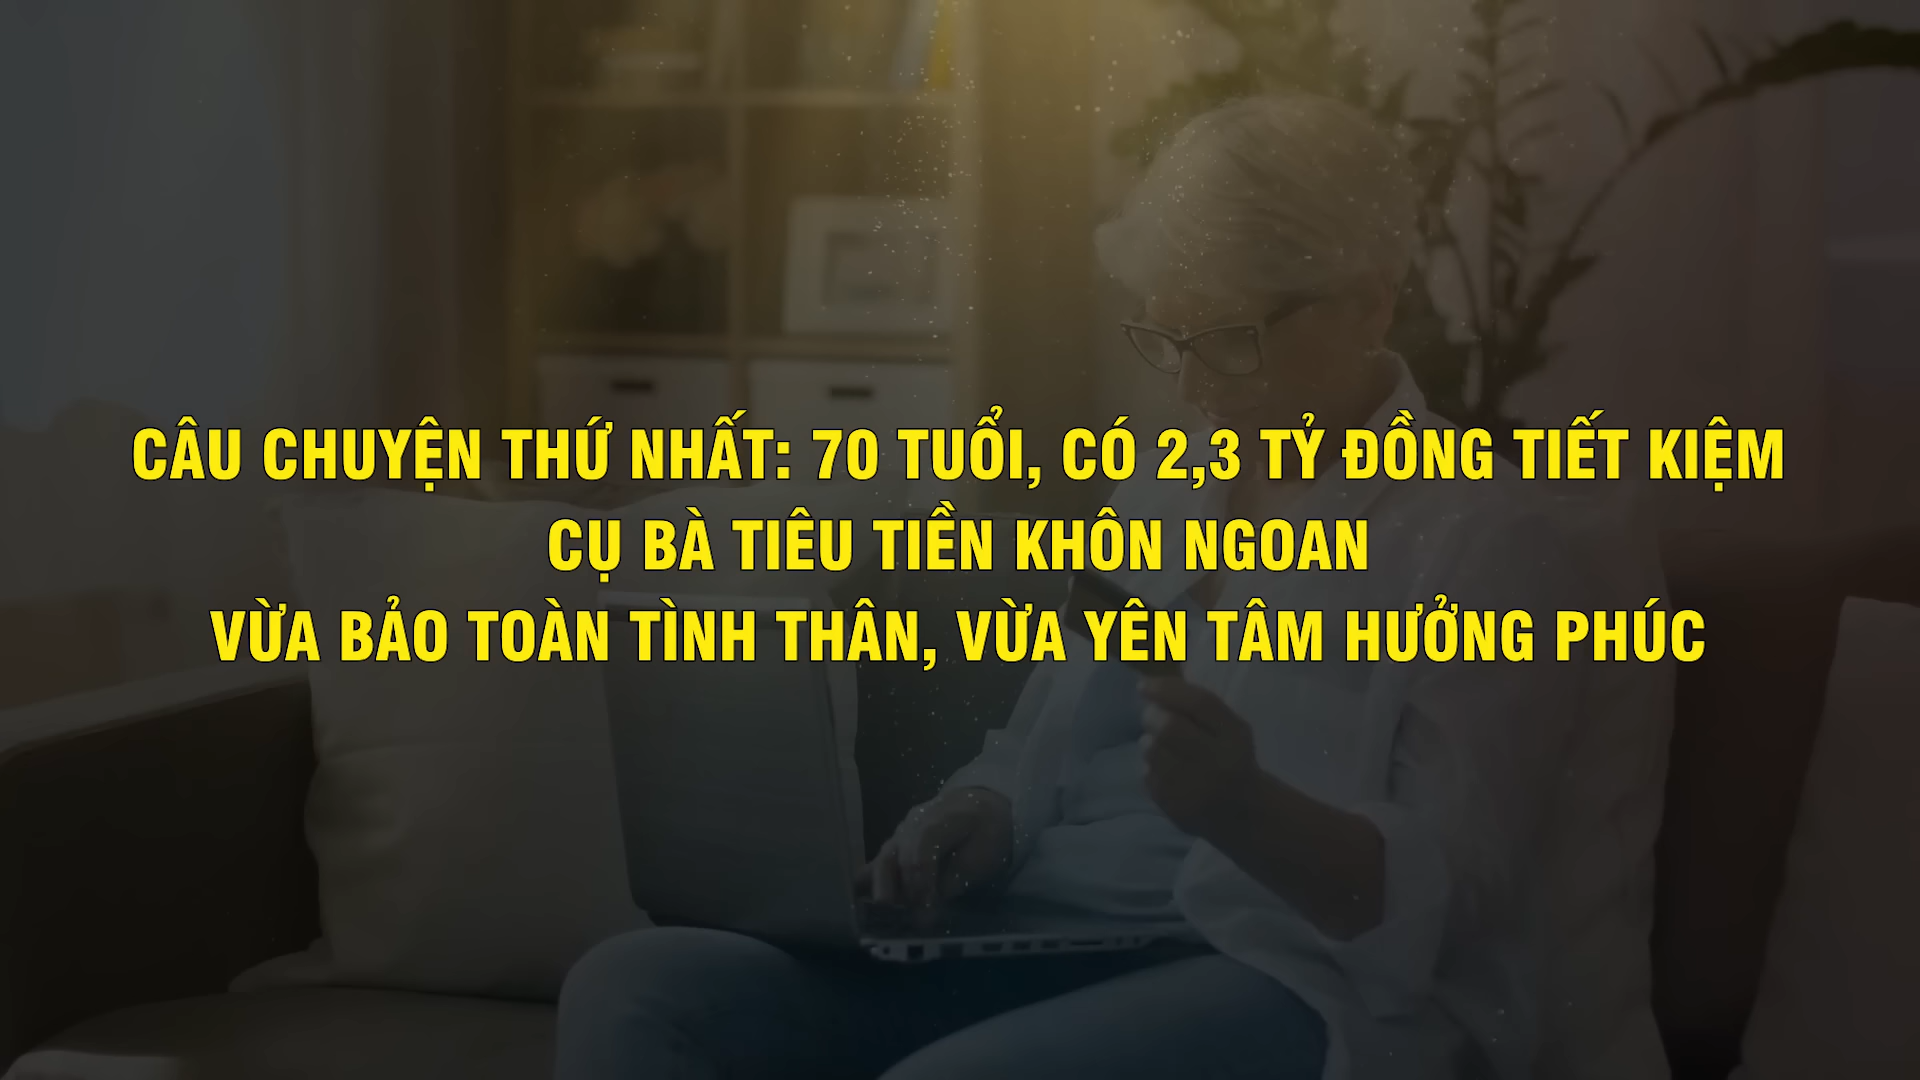 CÂU CHUYỆN THỨ NHẤT: 70 TUỔI, CÓ 2,3 TỶ ĐỒNG TIẾT KIỆM
CỤ BÀ TIÊU TIỀN KHÔN NGOAN
VỪA BẢO TOÀN TÌNH THÂN, VỪA YÊN TÂM HƯỞNG PHÚC